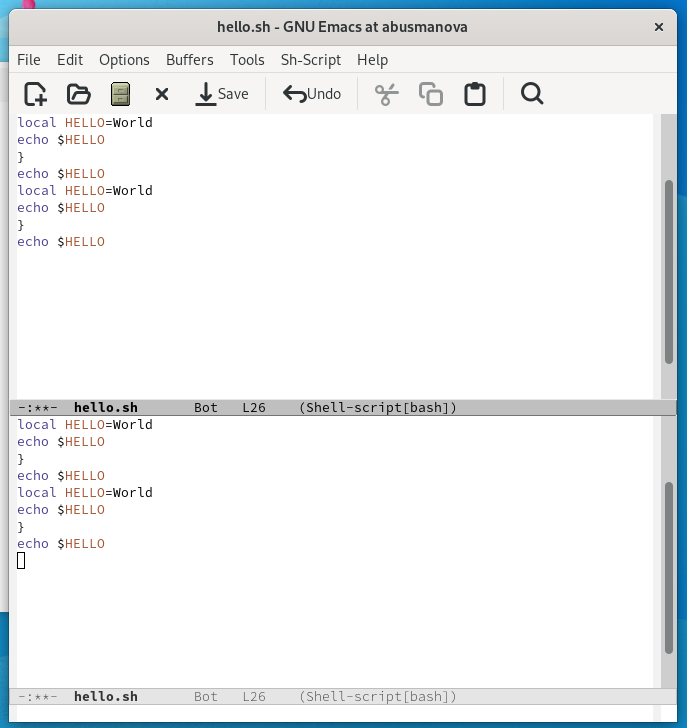 hello.sh - GNU Emacs at abusmanova
File Edit Options Buffers Tools Sh-Script Help
Save Undo
local HELLO=World
echo $HELLO
}
echo $HELLO
local HELLO=World
echo $HELLO
}
echo $HELLO
-:**-  hello.sh       Bot   L26    (Shell-script[bash])
local HELLO=World
echo $HELLO
}
echo $HELLO
local HELLO=World
echo $HELLO
}
echo $HELLO
-:**-  hello.sh       Bot   L26    (Shell-script[bash])